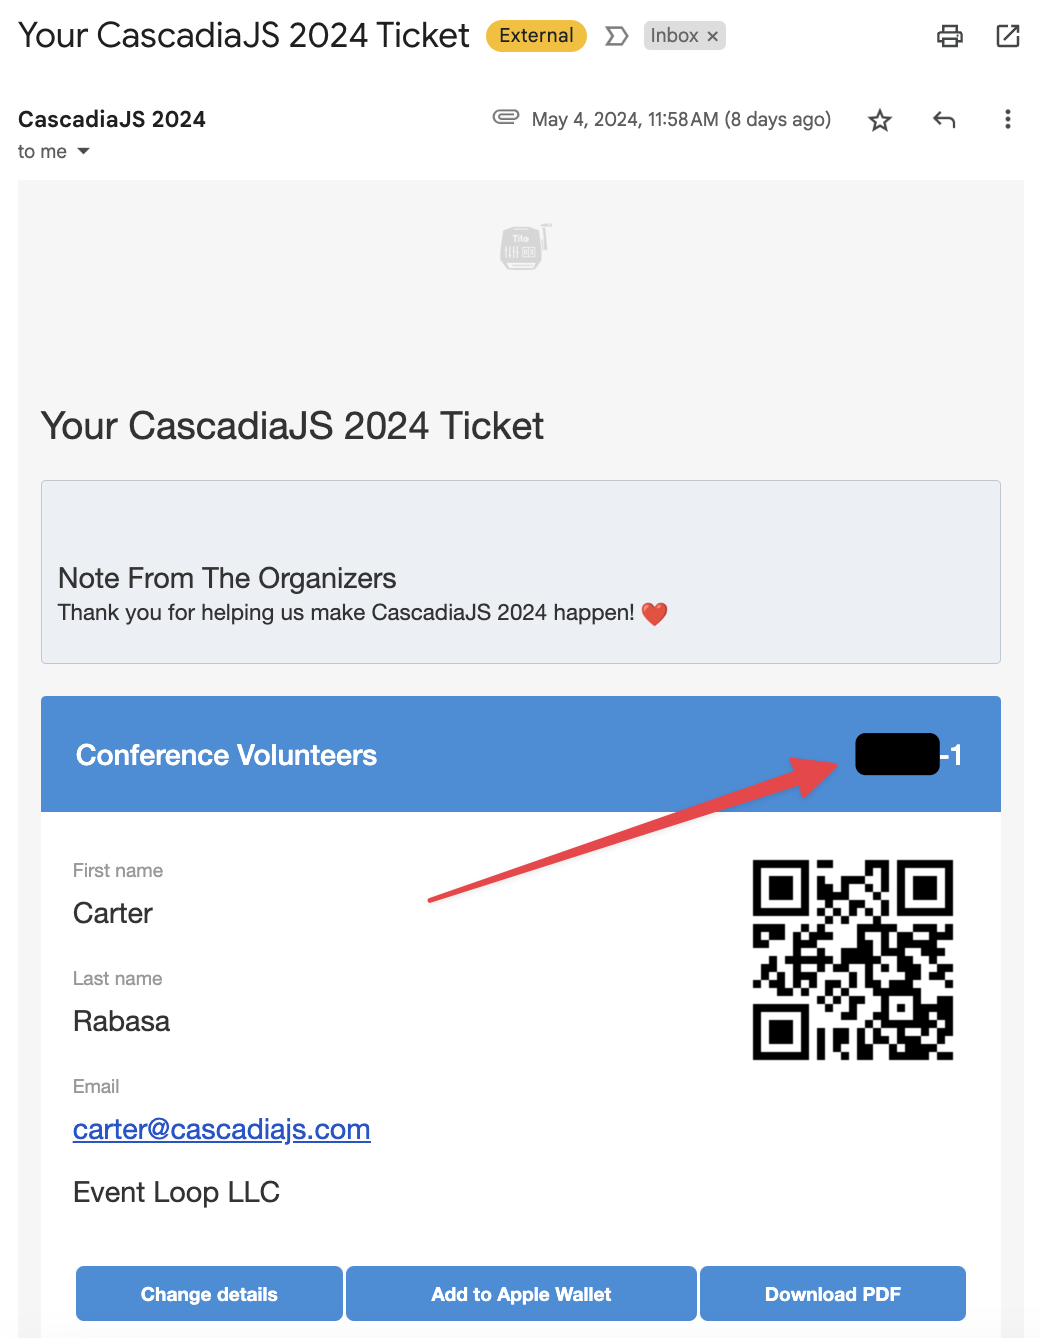 Your CascadiaJS 2024 Ticket External Inbox ×
CascadiaJS 2024 May 4, 2024, 11:58 AM (8 days ago)
to me
Tito
Your CascadiaJS 2024 Ticket
Note From The Organizers
Thank you for helping us make CascadiaJS 2024 happen! ❤️
Conference Volunteers -1
First name
Carter
Last name
Rabasa
Email
carter@cascadiajs.com
Event Loop LLC
Change details Add to Apple Wallet Download PDF